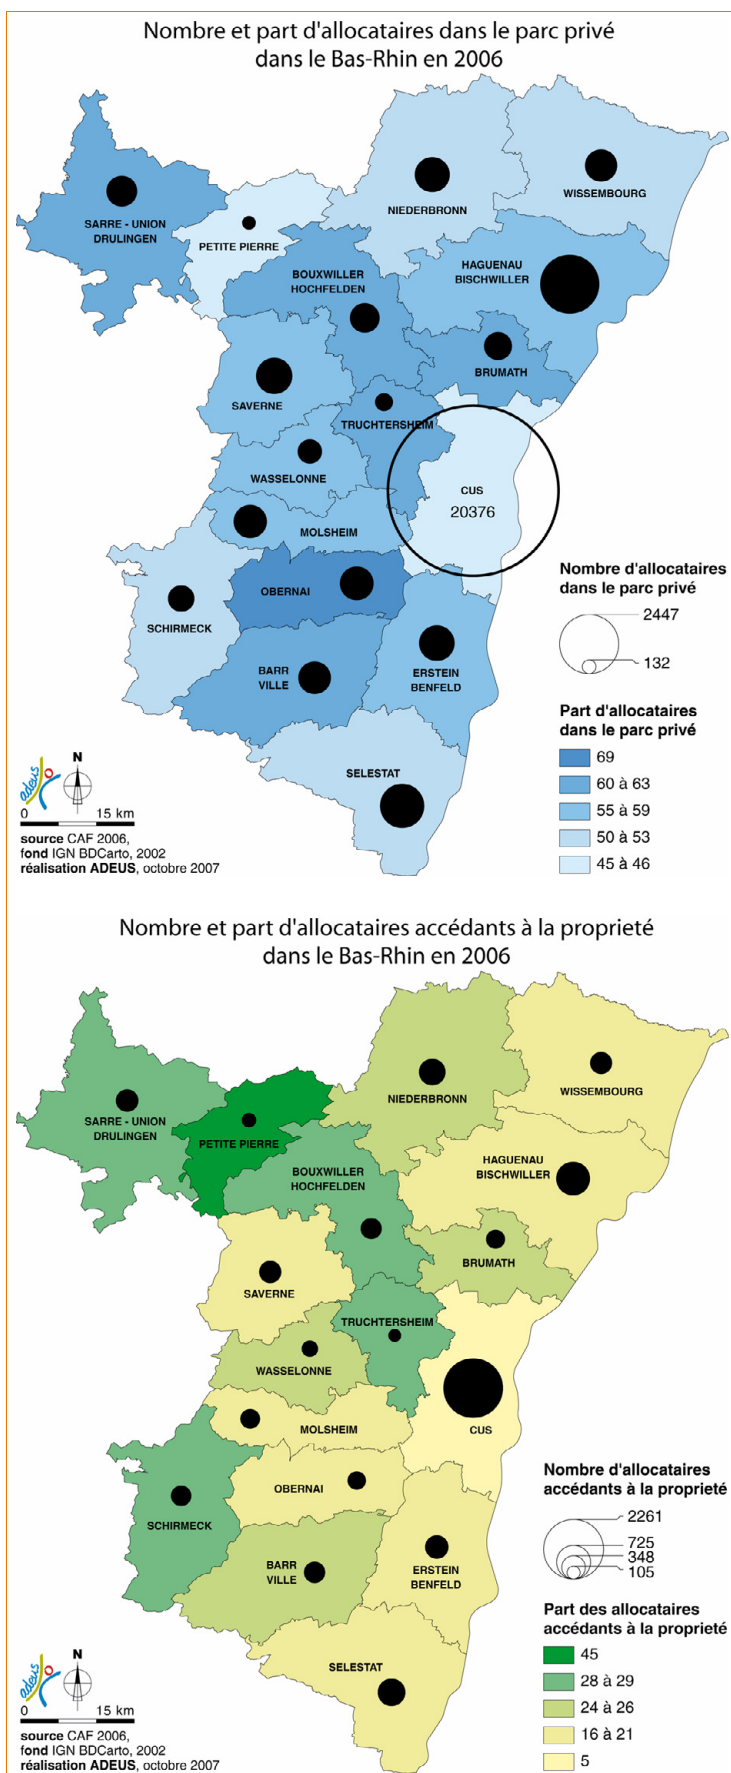 Nombre et part d'allocataires dans le parc privé
dans le Bas-Rhin en 2006
SARRE - UNION
DRULINGEN
PETITE PIERRE
NIEDERBRONN
WISSEMBOURG
BOUXWILLER
HOCHFELDEN
HAGUENAU
BISCHWILLER
BRUMATH
SAVERNE
TRUCHTERSHEIM
WASSELONNE
CUS
20376
MOLSHEIM
OBERNAI
SCHIRMECK
BARR
VILLE
ERSTEIN
BENFELD
SELESTAT
Nombre d'allocataires
dans le parc privé
2447
132
Part d'allocataires
dans le parc privé
69
60 à 63
55 à 59
50 à 53
45 à 46
adeus
N
0 15 km
source CAF 2006,
fond IGN BDCarto, 2002
réalisation ADEUS, octobre 2007
Nombre et part d'allocataires accédants à la proprieté
dans le Bas-Rhin en 2006
SARRE - UNION
DRULINGEN
PETITE PIERRE
NIEDERBRONN
WISSEMBOURG
BOUXWILLER
HOCHFELDEN
HAGUENAU
BISCHWILLER
BRUMATH
SAVERNE
TRUCHTERSHEIM
WASSELONNE
MOLSHEIM
CUS
OBERNAI
SCHIRMECK
BARR
VILLE
ERSTEIN
BENFELD
SELESTAT
Nombre d'allocataires
accédants à la proprieté
2261
725
348
105
Part des allocataires
accédants à la proprieté
45
28 à 29
24 à 26
16 à 21
5
adeus
N
0 15 km
source CAF 2006,
fond IGN BDCarto, 2002
réalisation ADEUS, octobre 2007